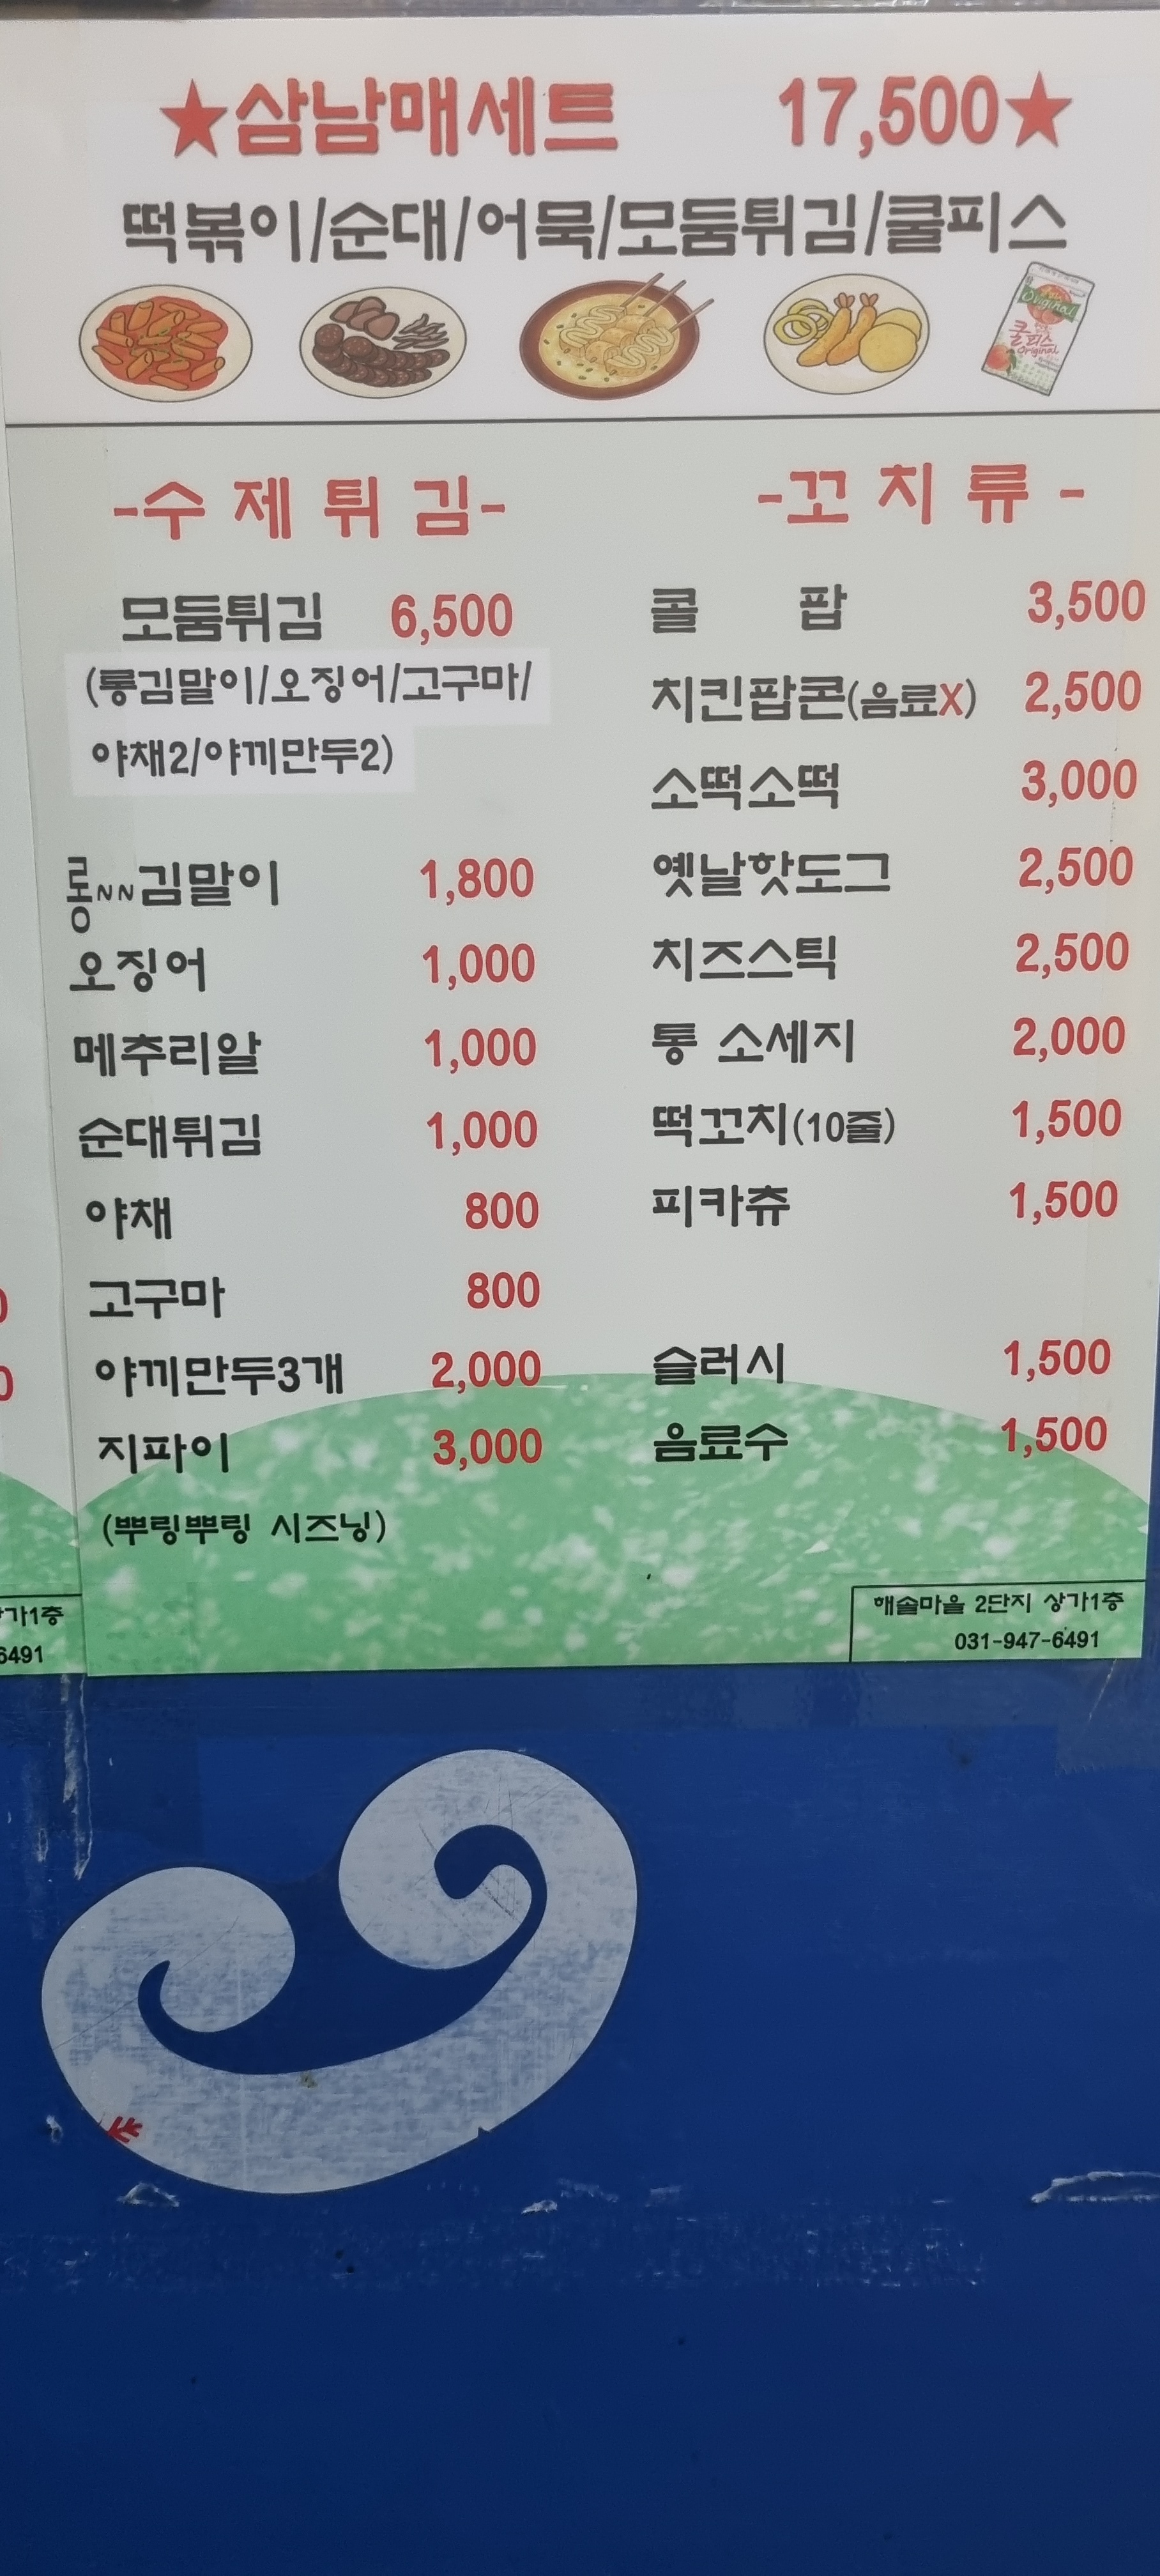 ★삼남매세트 17,500★
떡볶이/순대/어묵/모둠튀김/쿨피스
Original
쿨피스
Original
-수 제 튀 김-
모둠튀김 6,500
(롱김말이/오징어/고구마/
야채2/야끼만두2)
롱~~김말이 1,800
오징어 1,000
메추리알 1,000
순대튀김 1,000
야채 800
고구마 800
야끼만두3개 2,000
지파이 3,000
(뿌링뿌링 시즈닝)
-꼬 치 류 -
콜 팝 3,500
치킨팝콘(음료X) 2,500
소떡소떡 3,000
옛날핫도그 2,500
치즈스틱 2,500
통 소세지 2,000
떡꼬치(10줄) 1,500
피카츄 1,500
슬러시 1,500
음료수 1,500
해솔마을 2단지 상가1층
031-947-6491
가1층
6491